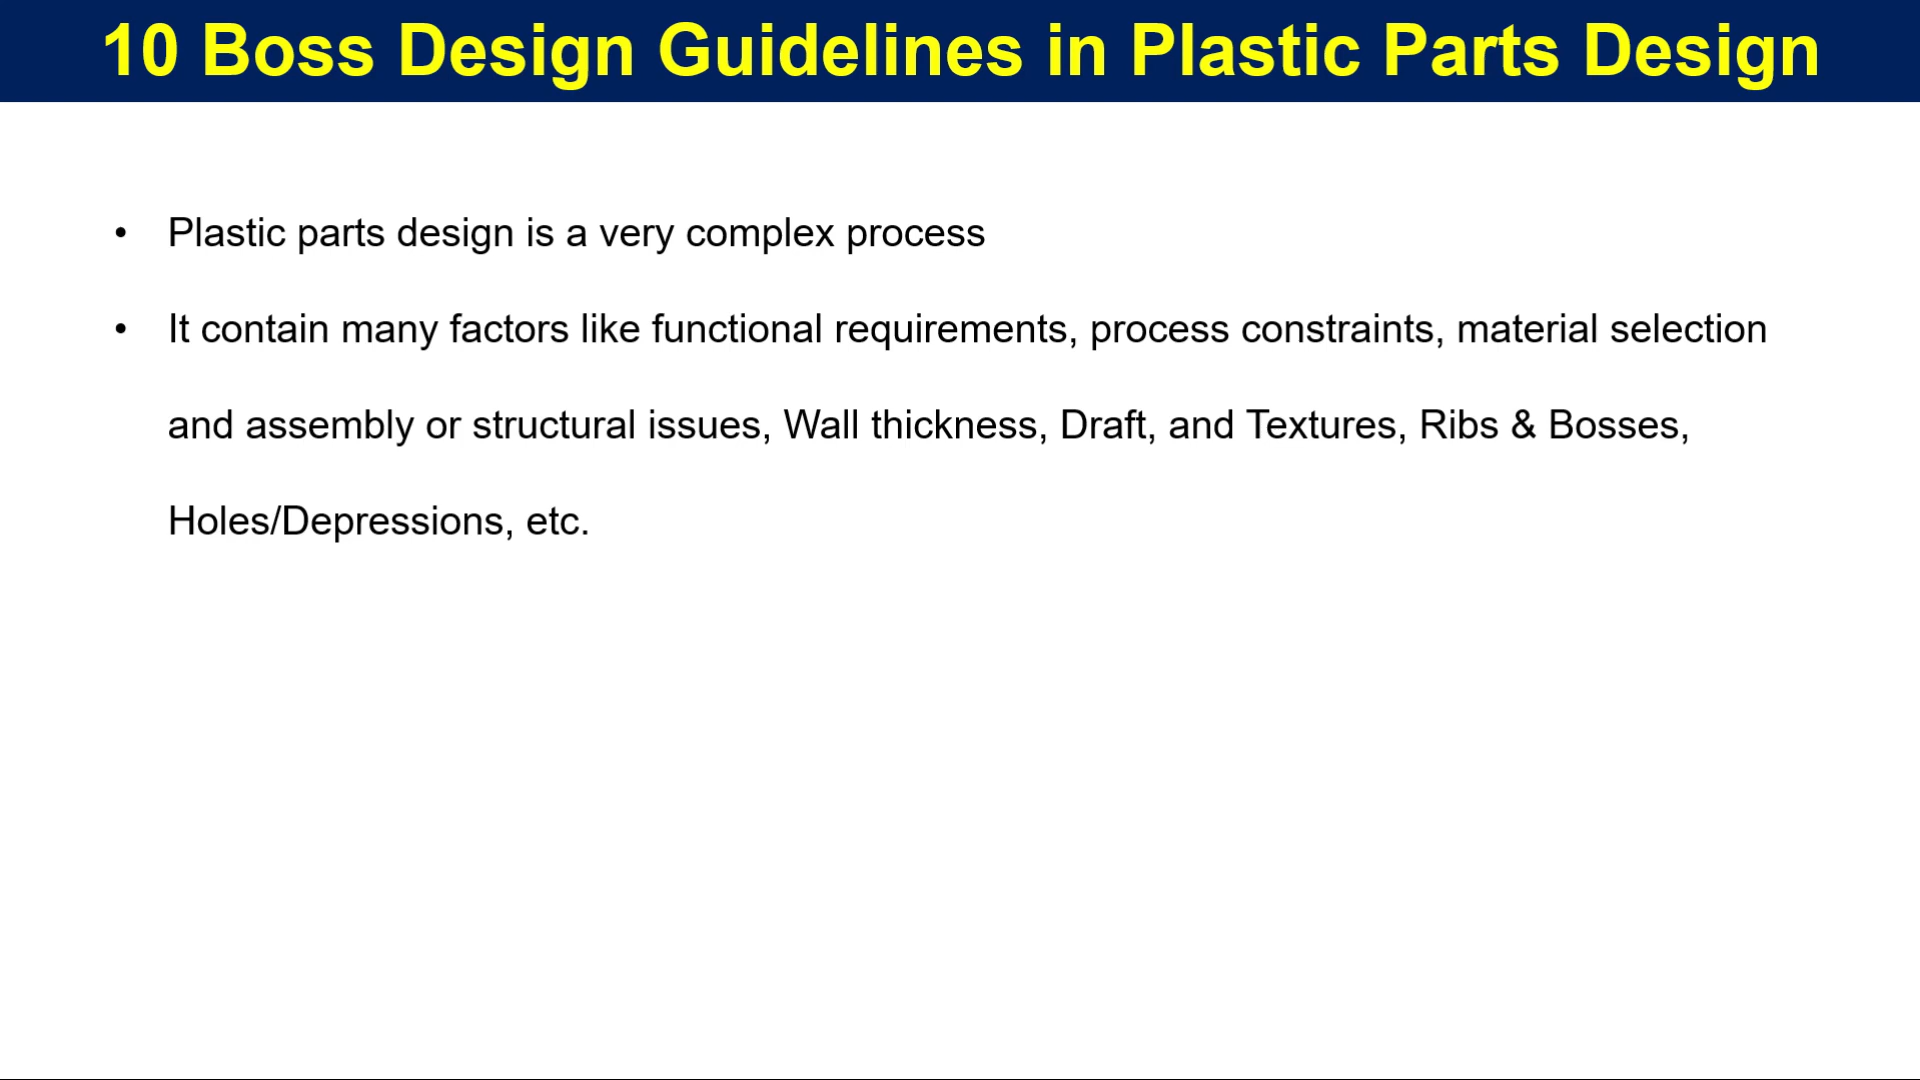 10 Boss Design Guidelines in Plastic Parts Design
• Plastic parts design is a very complex process
• It contain many factors like functional requirements, process constraints, material selection
and assembly or structural issues, Wall thickness, Draft, and Textures, Ribs & Bosses,
Holes/Depressions, etc.